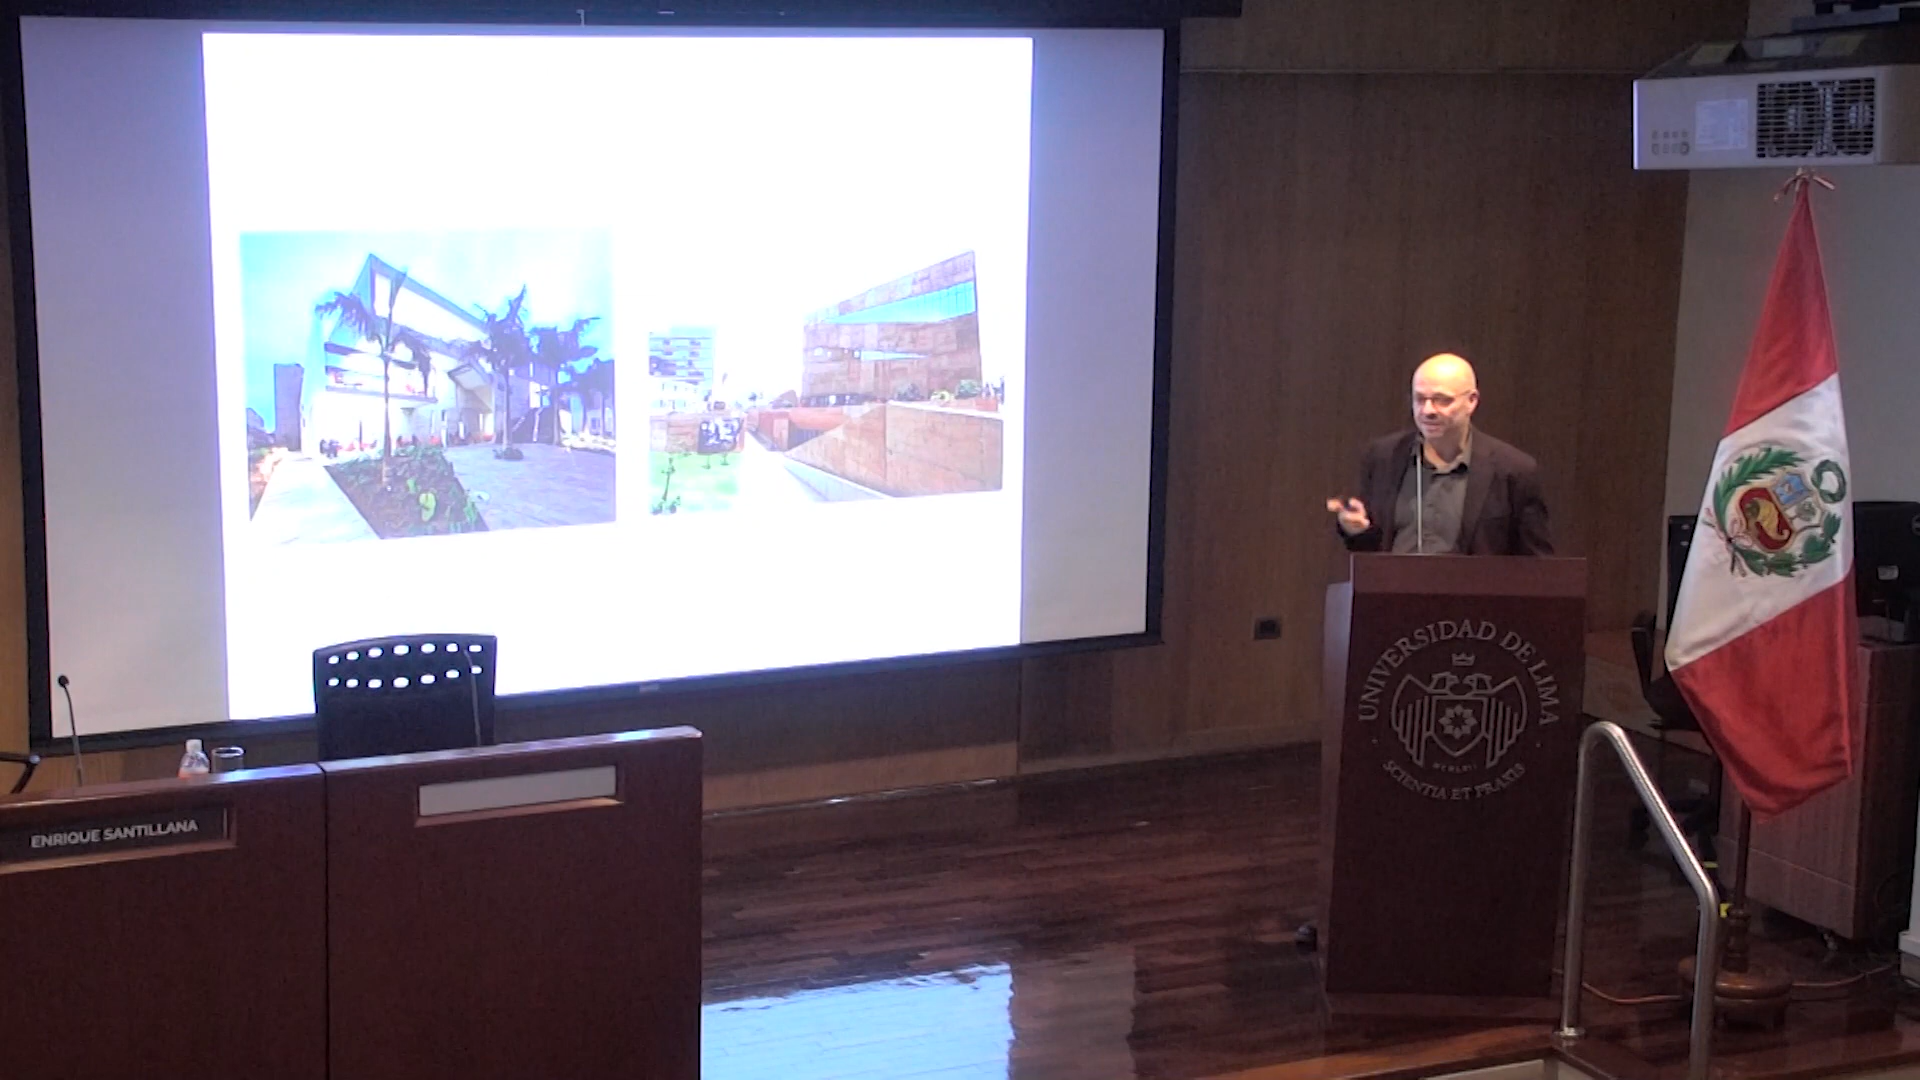 ENRIQUE SANTILLANA
UNIVERSIDAD DE LIMA
SCIENTIA ET PRAXIS